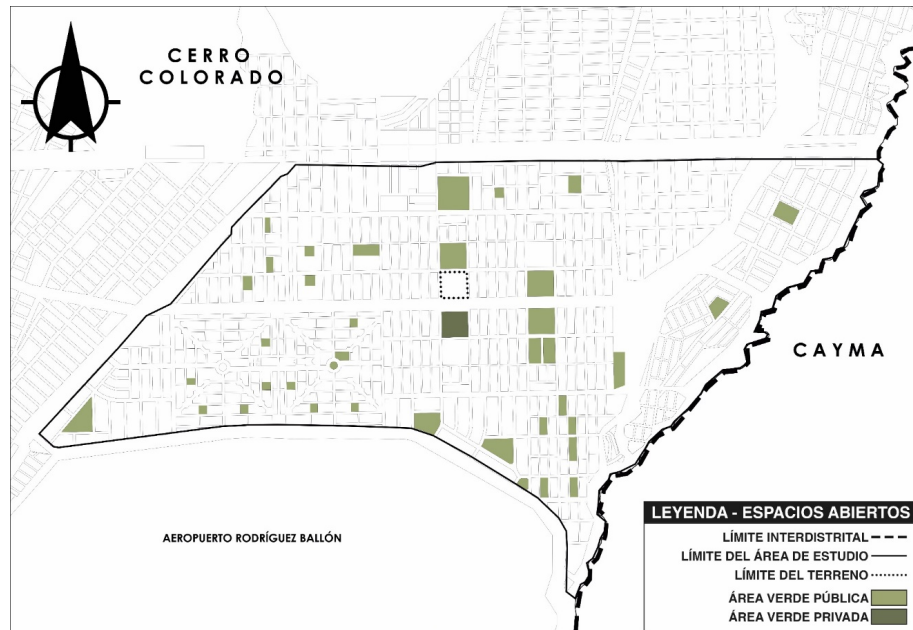 CERRO
COLORADO
CAYMA
AEROPUERTO RODRÍGUEZ BALLÓN
LEYENDA - ESPACIOS ABIERTOS
LÍMITE INTERDISTRITAL
LÍMITE DEL ÁREA DE ESTUDIO
LÍMITE DEL TERRENO
ÁREA VERDE PÚBLICA
ÁREA VERDE PRIVADA